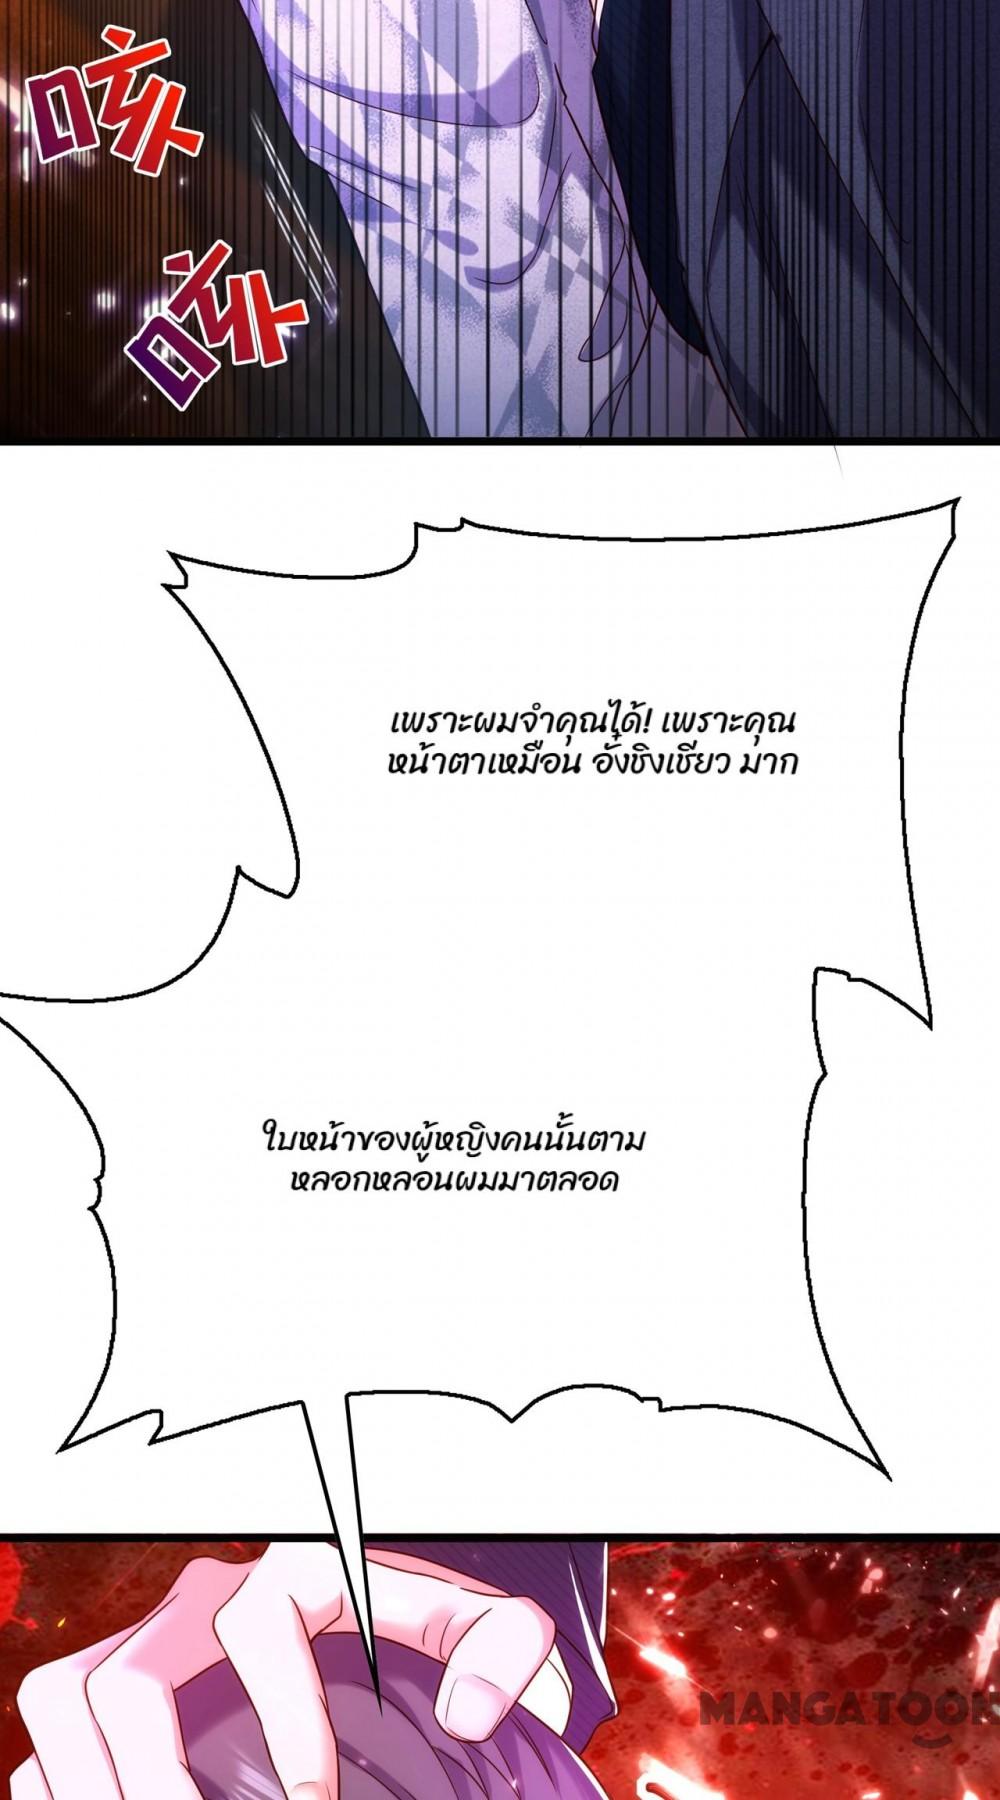 咳
咳
เพราะผมจำคุณได้! เพราะคุณ
หน้าตาเหมือน อั๋งชิงเชียว มาก
ใบหน้าของผู้หญิงคนนั้นตาม
หลอกหลอนผมมาตลอด
MANGATOON